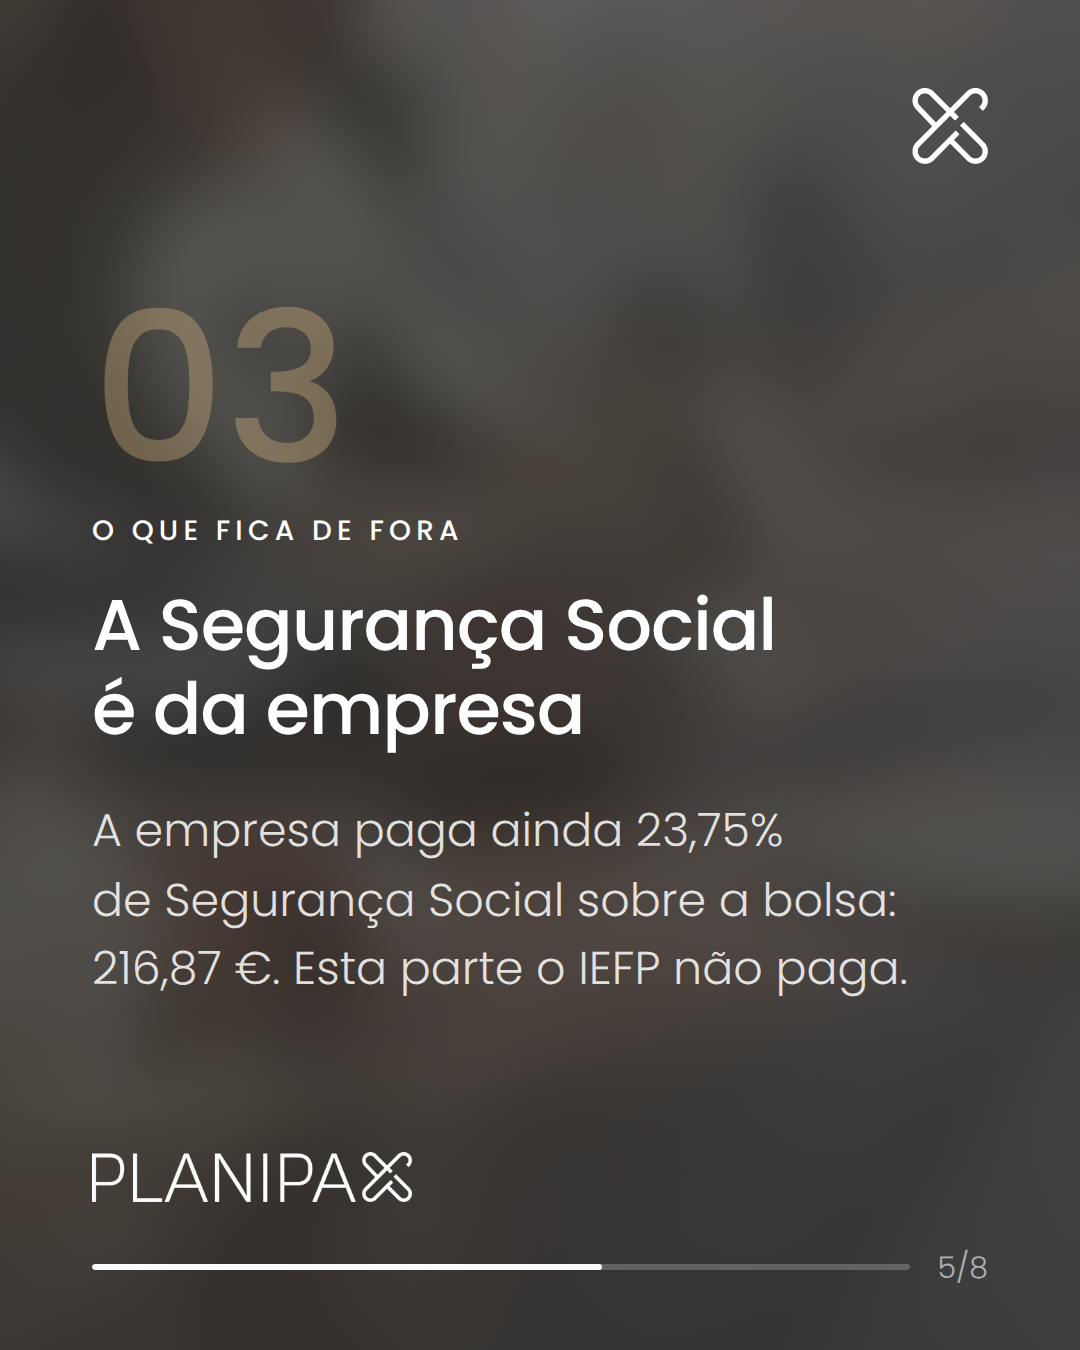 03
O QUE FICA DE FORA
A Segurança Social
é da empresa
A empresa paga ainda 23,75%
de Segurança Social sobre a bolsa:
216,87 €. Esta parte o IEFP não paga.
PLANIPAX
5/8